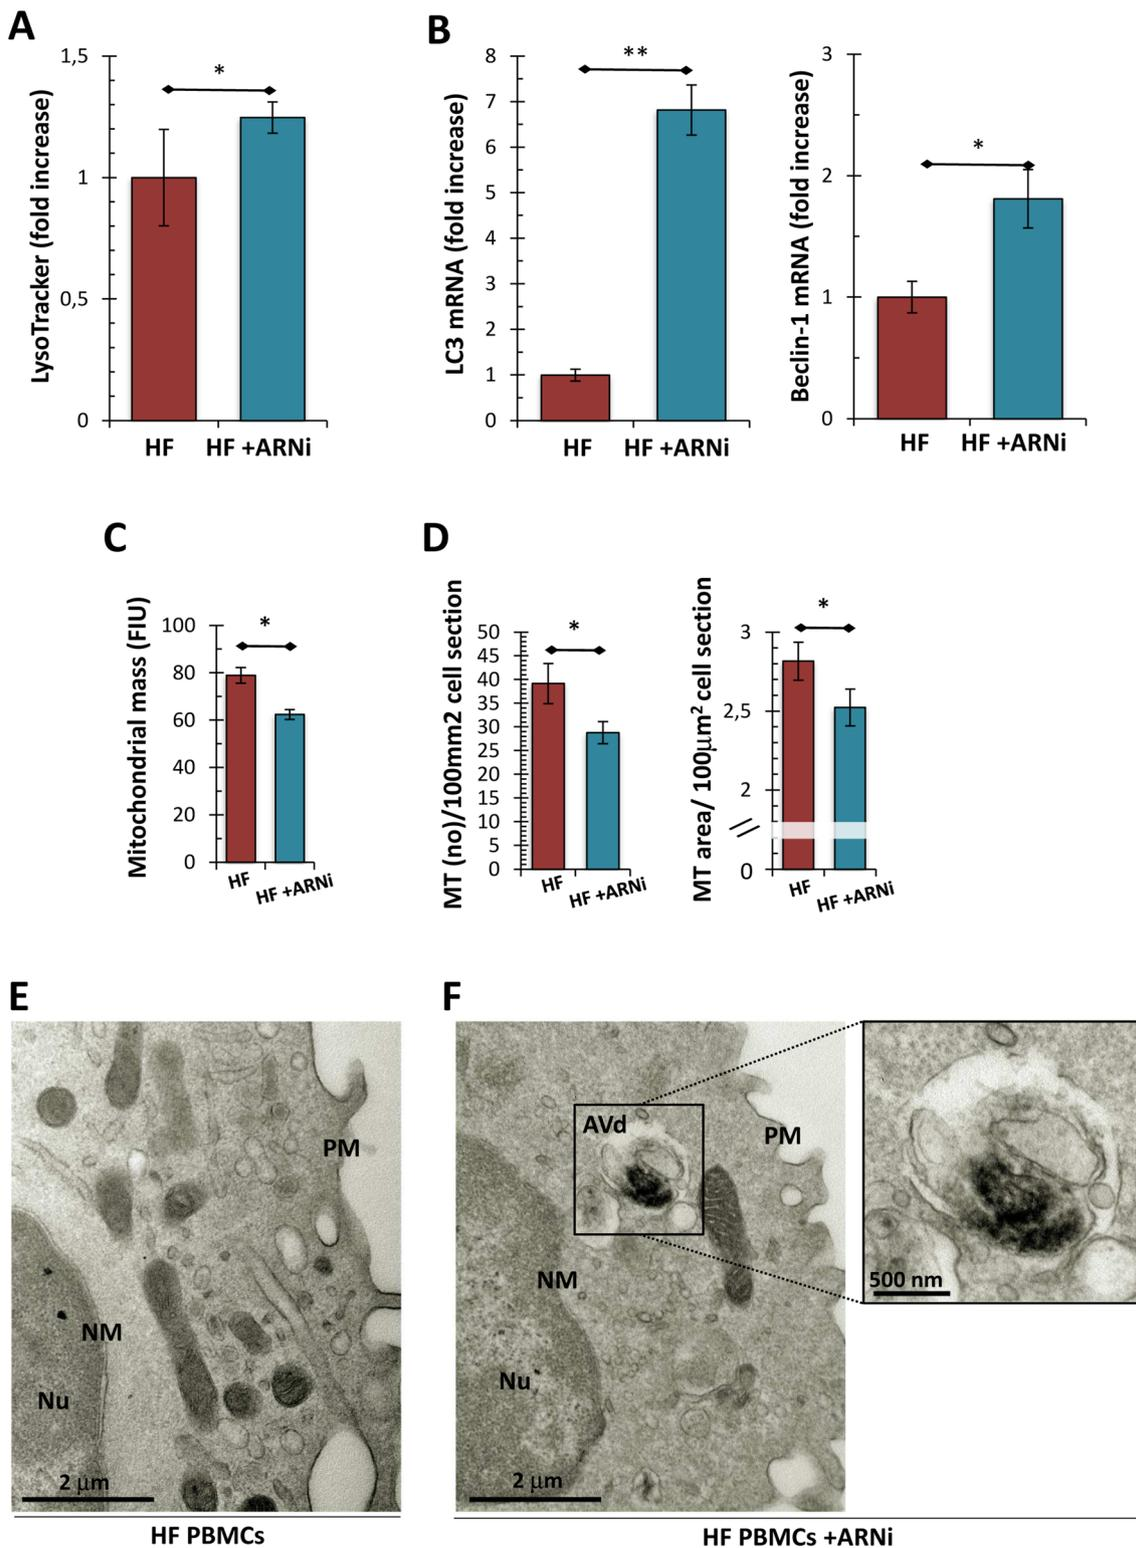 A
LysoTracker (fold increase)
1,5
1
0,5
0
*
HF
HF +ARNi
B
LC3 mRNA (fold increase)
8
7
6
5
4
3
2
1
0
**
HF
HF +ARNi
Beclin-1 mRNA (fold increase)
3
2
1
0
*
HF
HF +ARNi
C
Mitochondrial mass (FIU)
100
80
60
40
20
0
*
HF
HF +ARNi
D
MT (no)/100mm2 cell section
50
45
40
35
30
25
20
15
10
5
0
*
HF
HF +ARNi
MT area/ 100μm² cell section
3
2,5
2
0
*
HF
HF +ARNi
E
PM
NM
Nu
2 μm
HF PBMCs
F
AVd
PM
NM
Nu
2 μm
500 nm
HF PBMCs +ARNi